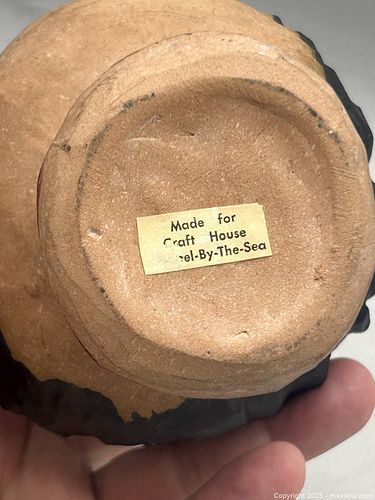 Made for
Craft House
el-By-The-Sea
Copyright 2025 - maxsold.com